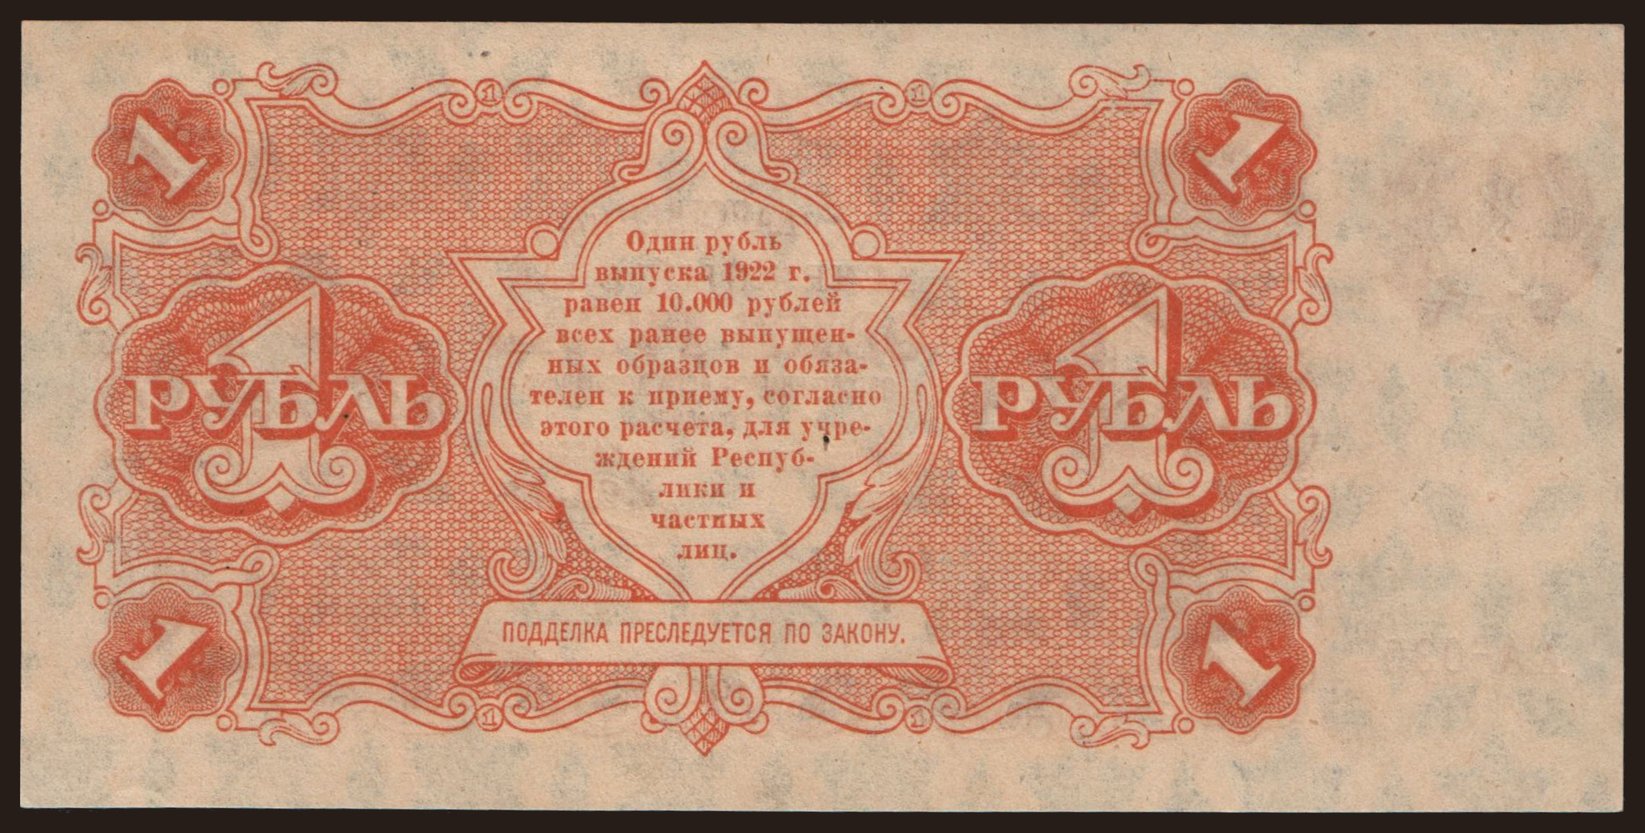 1
1
Один рубль
выпуска 1922 г.
равен 10.000 рублей
всех ранее выпущен-
ных образцов и обяза-
телен к приему, согласно
этого расчета, для учре-
ждений Респуб-
лики и
частных
лиц.
1
РУБЛЬ
1
РУБЛЬ
ПОДДЕЛКА ПРЕСЛЕДУЕТСЯ ПО ЗАКОНУ.
1
1